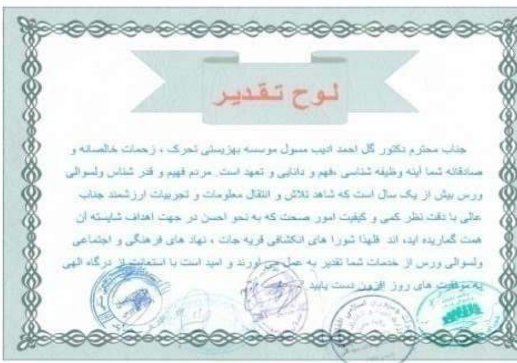 لوح تقدیر
جناب محترم دکتور گل احمد ادیب مسول موسسه بهزیستی تحرک ، زحمات خالصانه و
صادقانه شما آینه وظیفه شناسی ،فهم و دانایی و تعهد است. مردم فهیم و قدر شناس ولسوالی
ورس بیش از یک سال است که شاهد تلاش و انتقال معلومات و تجربیات ارزشمند جناب
عالی با دقت نظر کمی و کیفیت امور صحت که به نحو احسن در جهت اهداف شایسته آن
همت گماریده اید، اند فلهذا شورا های انکشافی قریه جات ، نهاد های فرهنگی و اجتماعی
ولسوالی ورس از خدمات شما تقدیر به عمل می آورند و امید است با استعانت از درگاه الهی
به موفقیت های روز افزون دست یابید